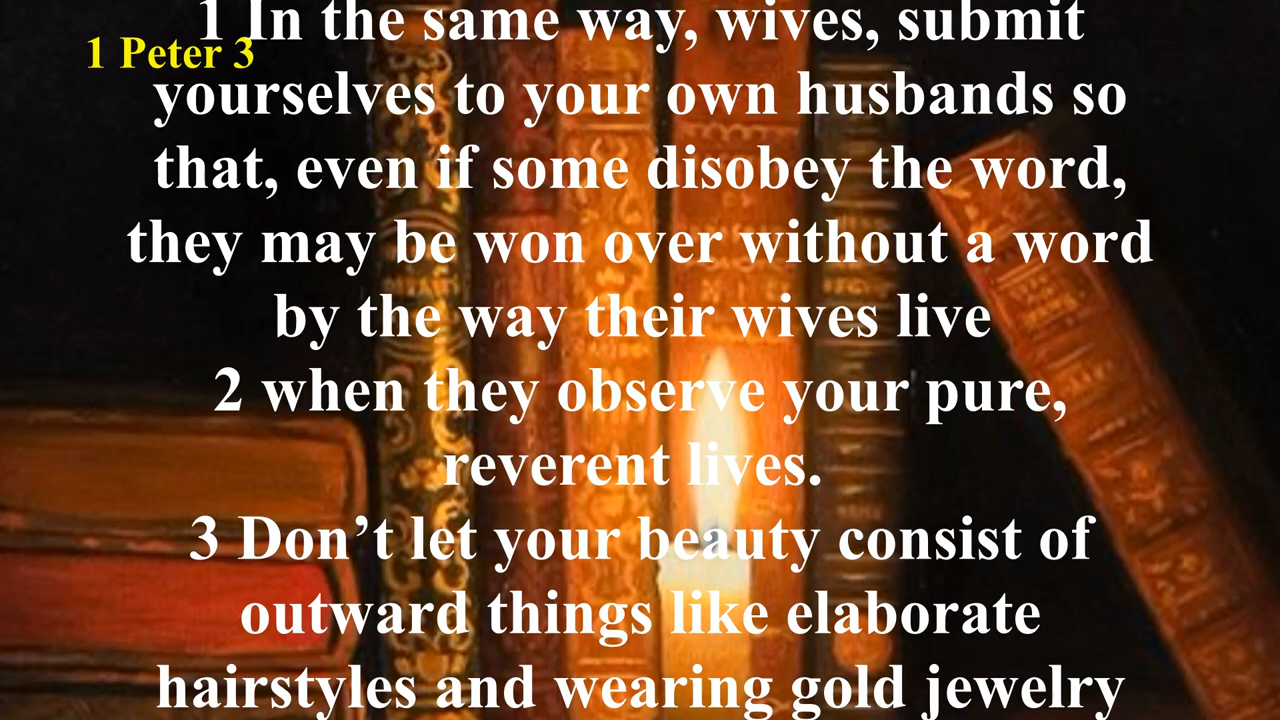 1 Peter 3
1 In the same way, wives, submit
yourselves to your own husbands so
that, even if some disobey the word,
they may be won over without a word
by the way their wives live
2 when they observe your pure,
reverent lives.
3 Don’t let your beauty consist of
outward things like elaborate
hairstyles and wearing gold jewelry